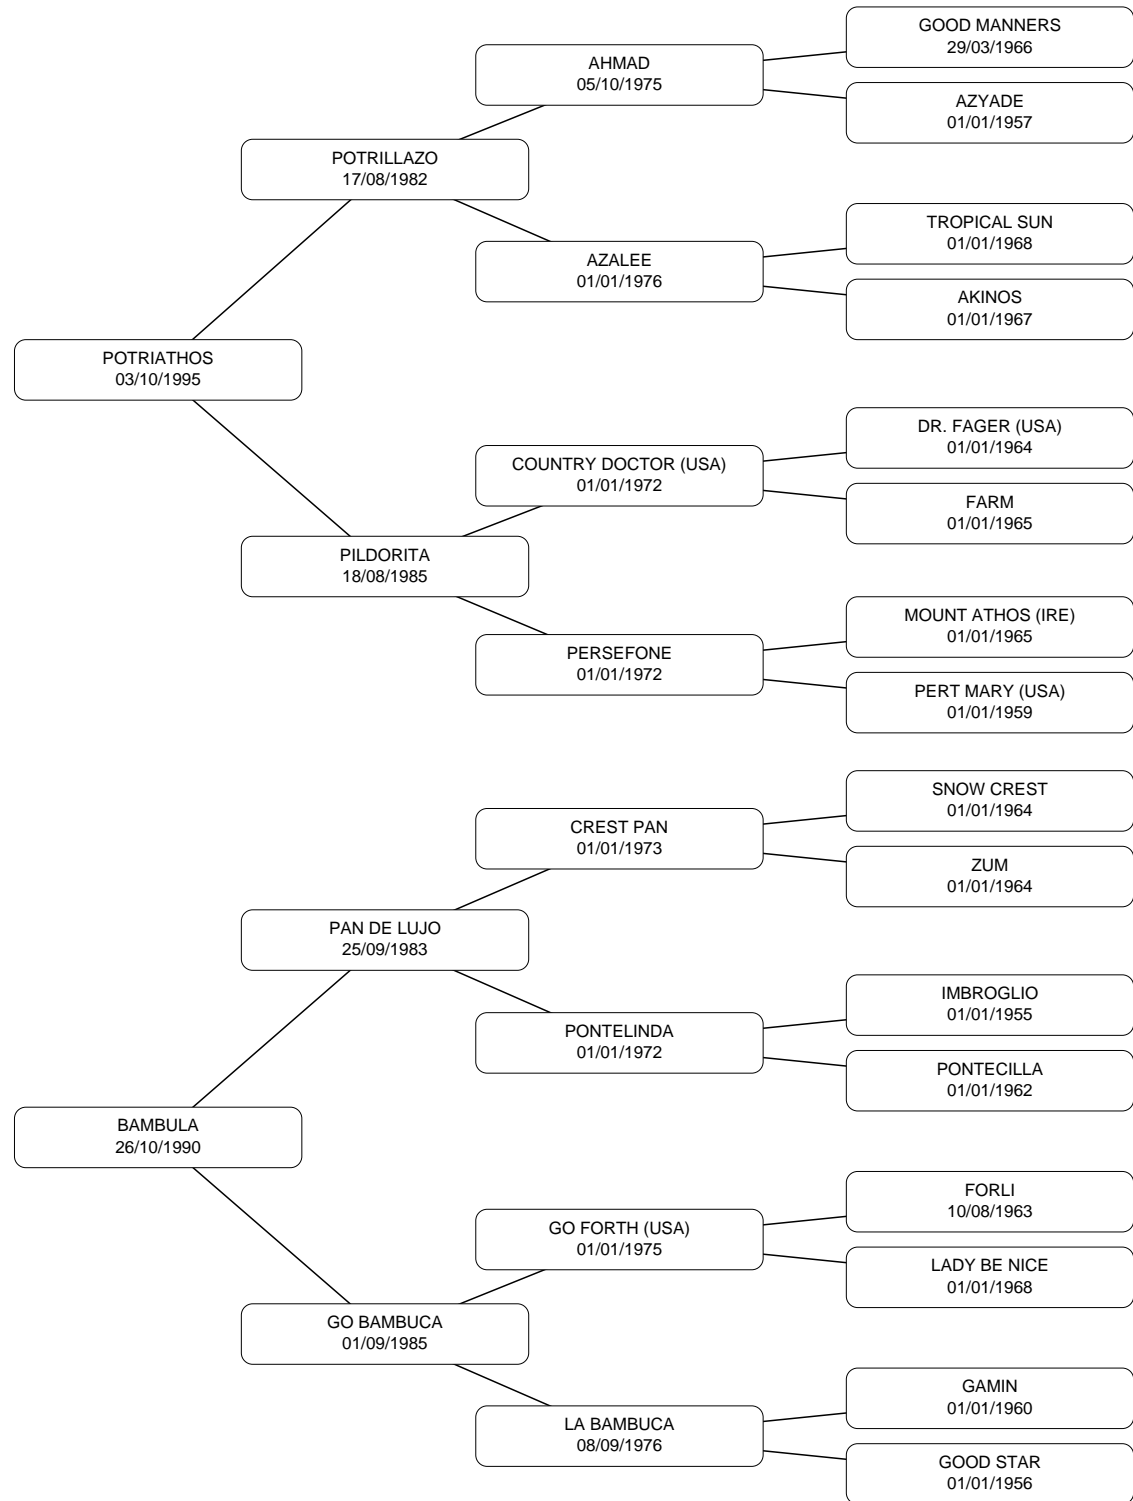 GOOD MANNERS
29/03/1966
AHMAD
05/10/1975
AZYADE
01/01/1957
POTRILLAZO
17/08/1982
TROPICAL SUN
01/01/1968
AZALEE
01/01/1976
AKINOS
01/01/1967
POTRIATHOS
03/10/1995
DR. FAGER (USA)
01/01/1964
COUNTRY DOCTOR (USA)
01/01/1972
FARM
01/01/1965
PILDORITA
18/08/1985
MOUNT ATHOS (IRE)
01/01/1965
PERSEFONE
01/01/1972
PERT MARY (USA)
01/01/1959
SNOW CREST
01/01/1964
CREST PAN
01/01/1973
ZUM
01/01/1964
PAN DE LUJO
25/09/1983
IMBROGLIO
01/01/1955
PONTELINDA
01/01/1972
PONTECILLA
01/01/1962
BAMBULA
26/10/1990
FORLI
10/08/1963
GO FORTH (USA)
01/01/1975
LADY BE NICE
01/01/1968
GO BAMBUCA
01/09/1985
GAMIN
01/01/1960
LA BAMBUCA
08/09/1976
GOOD STAR
01/01/1956